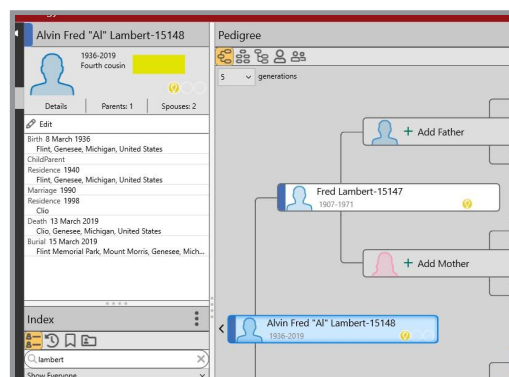 Alvin Fred "Al" Lambert-15148
1936-2019
Fourth cousin
Details
Parents: 1
Spouses: 2
Edit
Birth 8 March 1936
Flint, Genesee, Michigan, United States
ChildParent
Residence 1940
Flint, Genesee, Michigan, United States
Marriage 1990
Residence 1998
Clio
Death 13 March 2019
Clio, Genesee, Michigan, United States
Burial 15 March 2019
Flint Memorial Park, Mount Morris, Genesee, Mich...
Index
lambert
Show Everyone
Pedigree
5 generations
+ Add Father
Fred Lambert-15147
1907-1971
+ Add Mother
Alvin Fred "Al" Lambert-15148
1936-2019